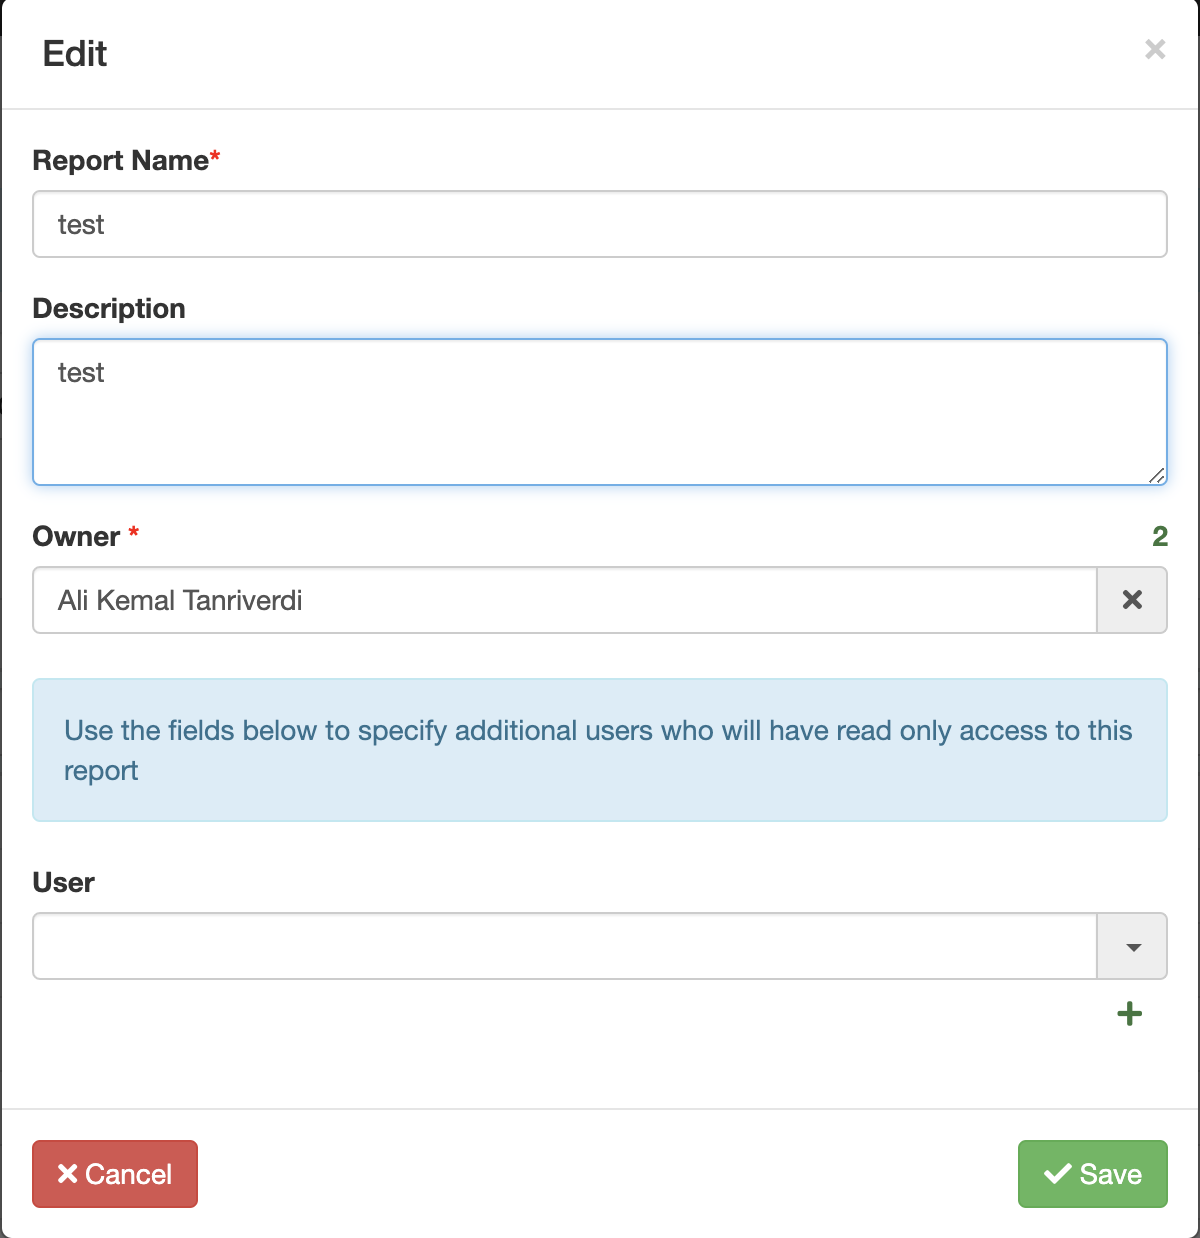 Edit
Report Name*
test
Description
test
Owner * 2
Ali Kemal Tanriverdi
Use the fields below to specify additional users who will have read only access to this
report
User
Cancel Save